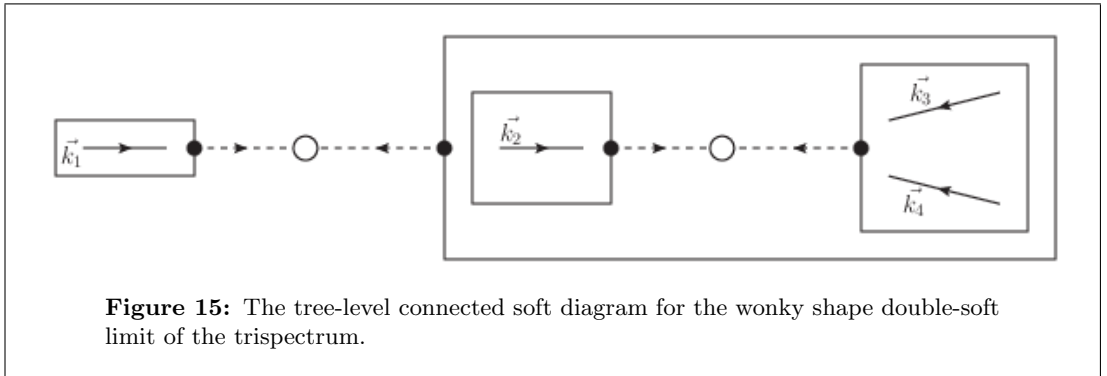 k⃗₁
k⃗₂
k⃗₃
k⃗₄
Figure 15: The tree-level connected soft diagram for the wonky shape double-soft
limit of the trispectrum.